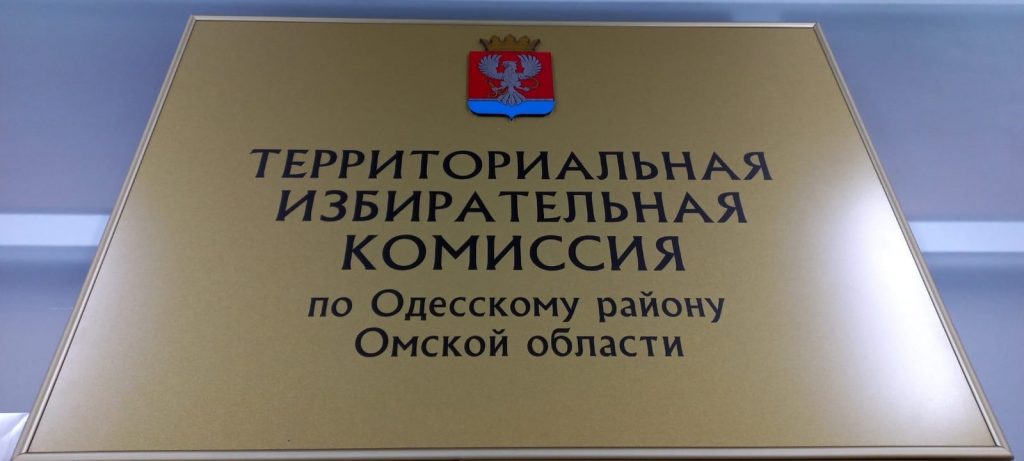 ТЕРРИТОРИАЛЬНАЯ
ИЗБИРАТЕЛЬНАЯ
КОМИССИЯ
по Одесскому району
Омской области